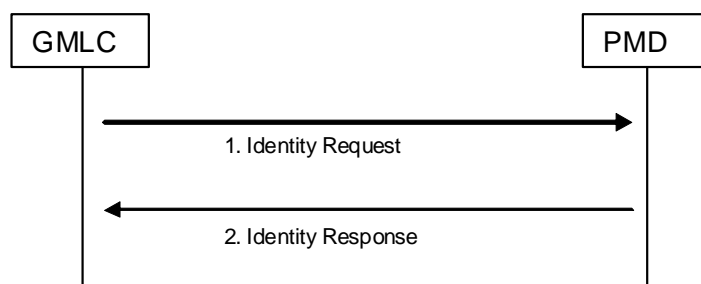 GMLC
PMD
1. Identity Request
2. Identity Response